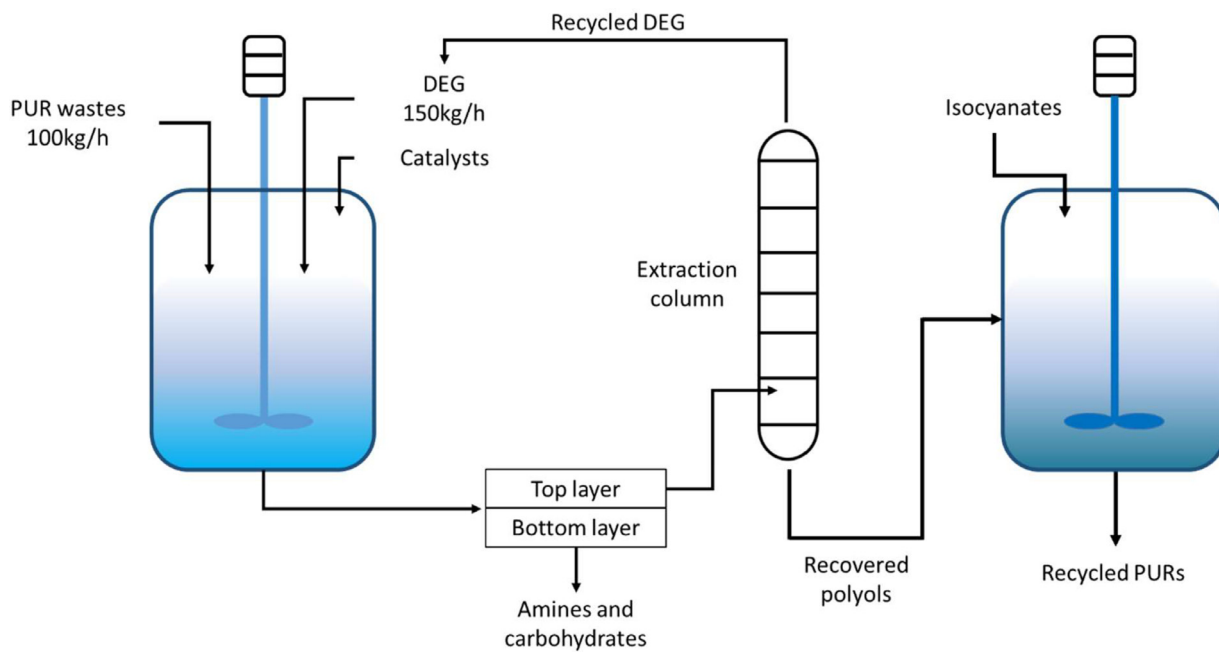 Recycled DEG
PUR wastes
100kg/h
DEG
150kg/h
Catalysts
Isocyanates
Extraction
column
Top layer
Bottom layer
Amines and
carbohydrates
Recovered
polyols
Recycled PURs